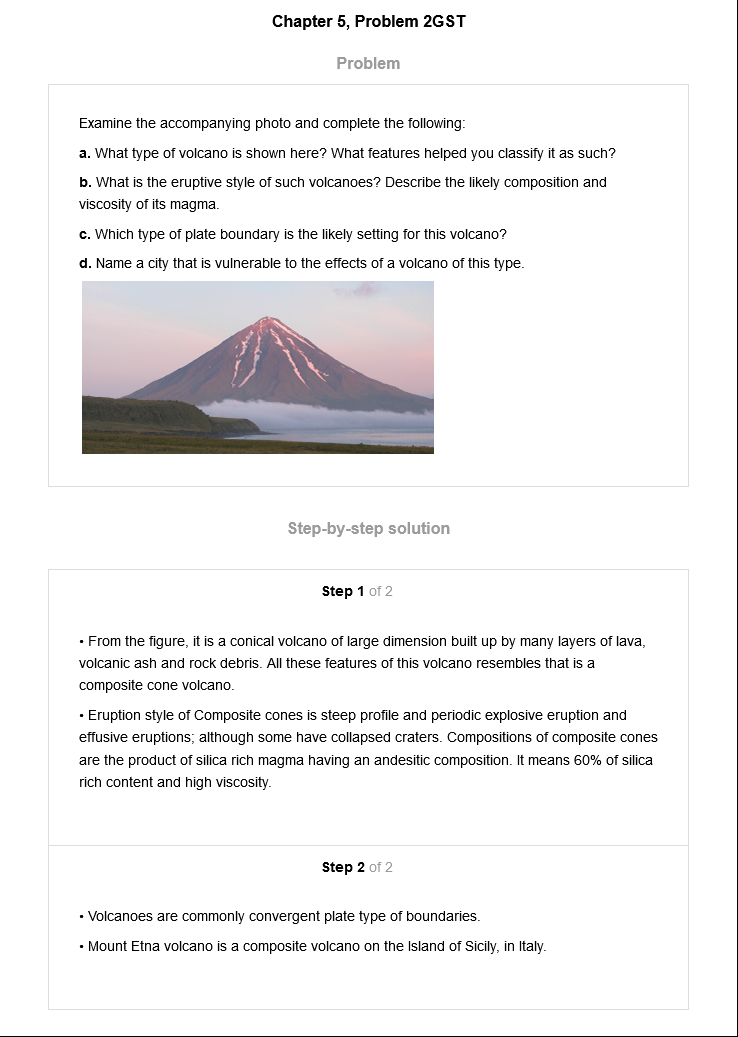 Chapter 5, Problem 2GST
Problem
Examine the accompanying photo and complete the following:
a. What type of volcano is shown here? What features helped you classify it as such?
b. What is the eruptive style of such volcanoes? Describe the likely composition and
viscosity of its magma.
c. Which type of plate boundary is the likely setting for this volcano?
d. Name a city that is vulnerable to the effects of a volcano of this type.
Step-by-step solution
Step 1 of 2
• From the figure, it is a conical volcano of large dimension built up by many layers of lava,
volcanic ash and rock debris. All these features of this volcano resembles that is a
composite cone volcano.
• Eruption style of Composite cones is steep profile and periodic explosive eruption and
effusive eruptions; although some have collapsed craters. Compositions of composite cones
are the product of silica rich magma having an andesitic composition. It means 60% of silica
rich content and high viscosity.
Step 2 of 2
• Volcanoes are commonly convergent plate type of boundaries.
• Mount Etna volcano is a composite volcano on the Island of Sicily, in Italy.